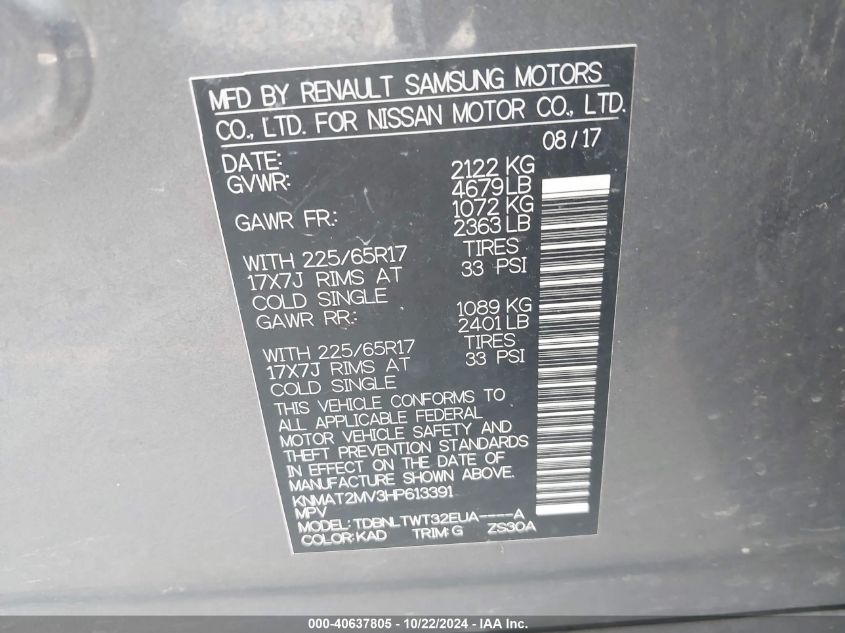 MFD BY RENAULT SAMSUNG MOTORS
CO., LTD. FOR NISSAN MOTOR CO., LTD.
DATE: 08/17
GVWR: 2122 KG
4679 LB
GAWR FR.: 1072 KG
2363 LB
WITH 225/65R17 TIRES
17X7J RIMS AT 33 PSI
COLD SINGLE
GAWR RR.: 1089 KG
2401 LB
WITH 225/65R17 TIRES
17X7J RIMS AT 33 PSI
COLD SINGLE
THIS VEHICLE CONFORMS TO
ALL APPLICABLE FEDERAL
MOTOR VEHICLE SAFETY AND
THEFT PREVENTION STANDARDS
IN EFFECT ON THE DATE OF
MANUFACTURE SHOWN ABOVE.
KNMAT2MV3HP613391
MPV
MODEL: TDBNLTWT32EUA----A
COLOR: KAD TRIM: G ZS30A
000-40637805 - 10/22/2024 - IAA Inc.